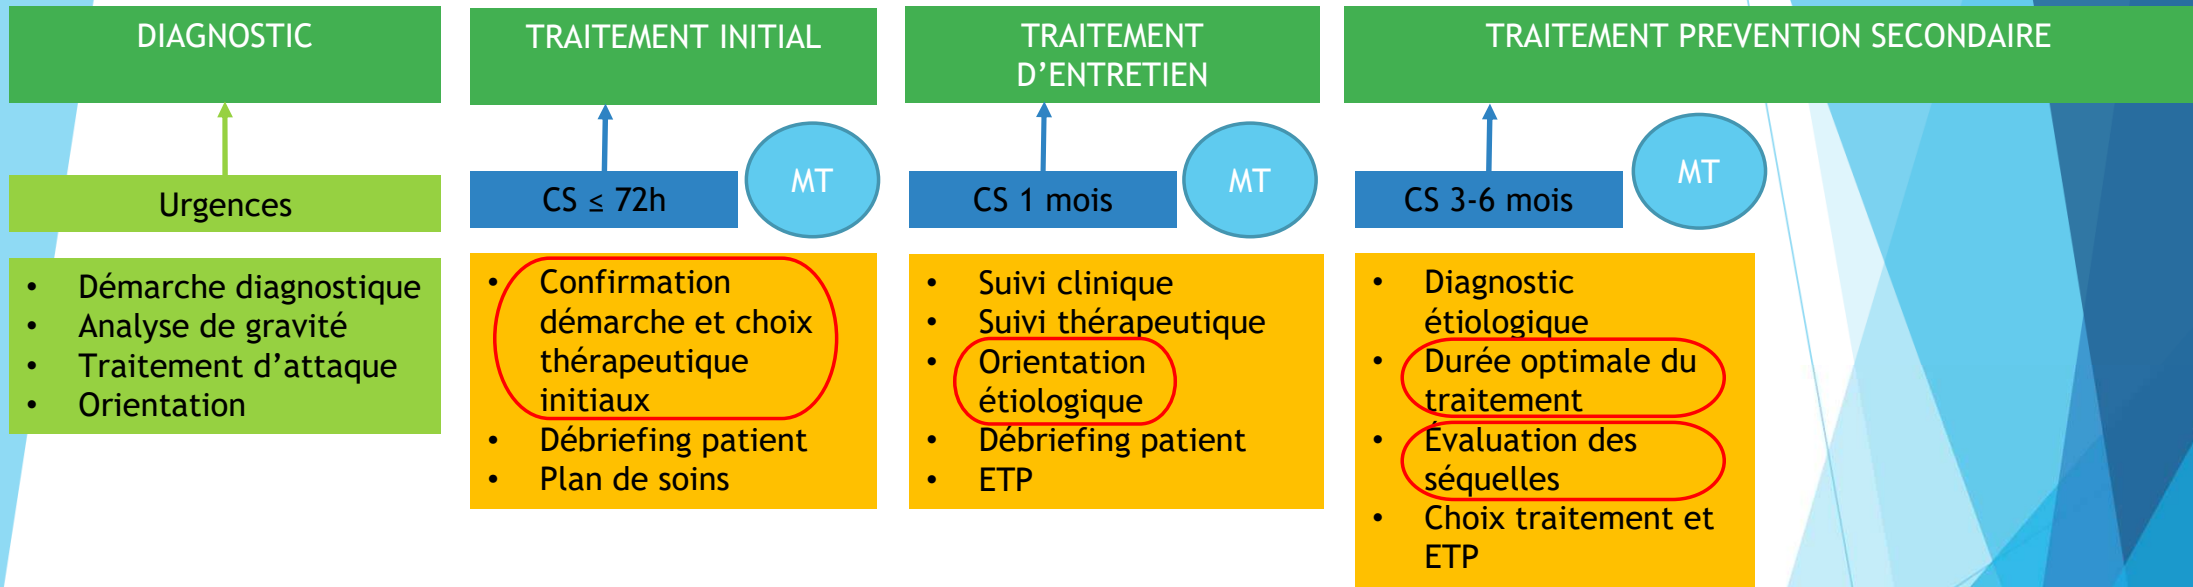 DIAGNOSTIC
Urgences
• Démarche diagnostique
• Analyse de gravité
• Traitement d’attaque
• Orientation
TRAITEMENT INITIAL
CS ≤ 72h
MT
• Confirmation
démarche et choix
thérapeutique
initiaux
• Débriefing patient
• Plan de soins
TRAITEMENT
D’ENTRETIEN
CS 1 mois
MT
• Suivi clinique
• Suivi thérapeutique
• Orientation
étiologique
• Débriefing patient
• ETP
TRAITEMENT PREVENTION SECONDAIRE
CS 3-6 mois
MT
• Diagnostic
étiologique
• Durée optimale du
traitement
• Évaluation des
séquelles
• Choix traitement et
ETP